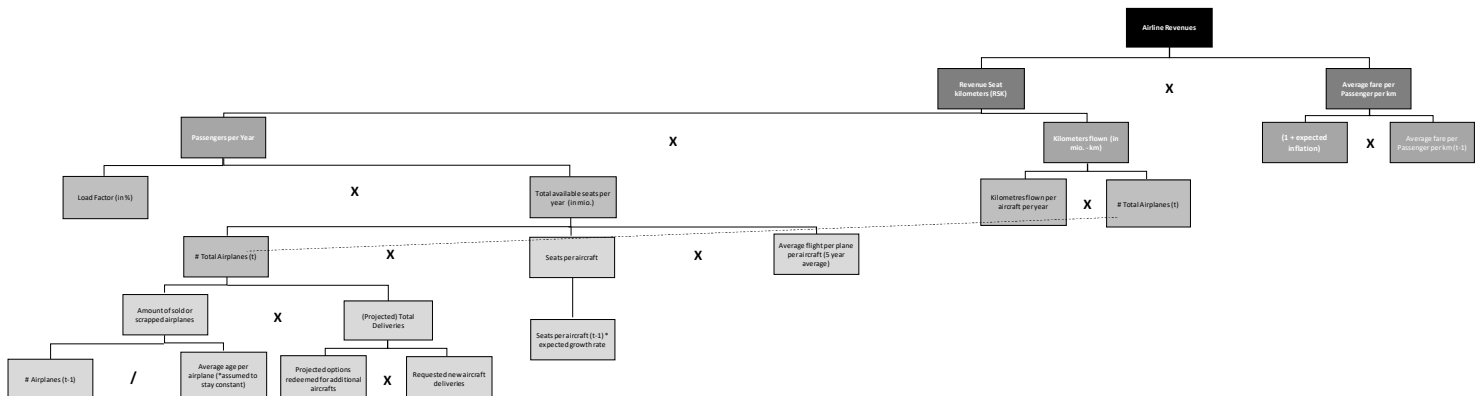 Airline Revenues
Revenue Seat
kilometers (RSK)
X
Average fare per
Passenger per km
Passengers per Year
X
Kilometers flown (in
mio. - km)
(1 + expected
inflation)
X
Average fare per
Passenger per km (t-1)
Load Factor (in %)
X
Total available seats per
year (in mio.)
Kilometres flown per
aircraft per year
X
# Total Airplanes (t)
# Total Airplanes (t)
X
Seats per aircraft
X
Average flight per plane
per aircraft (5 year
average)
Amount of sold or
scrapped airplanes
X
(Projected) Total
Deliveries
Seats per aircraft (t-1) *
expected growth rate
# Airplanes (t-1)
/
Average age per
airplane (*assumed to
stay constant)
Projected options
redeemed for additional
aircrafts
X
Requested new aircraft
deliveries